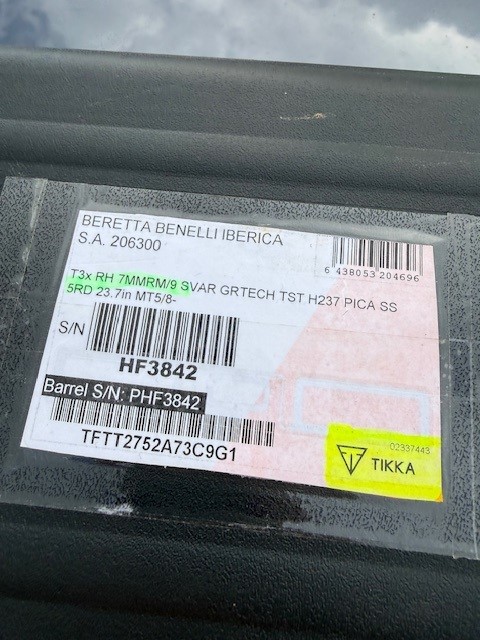 BERETTA BENELLI IBERICA
S.A. 206300
6 438053 204696
T3x RH 7MMRM/9 SVAR GRTECH TST H237 PICA SS
5RD 23.7in MT5/8-
S/N
HF3842
Barrel S/N: PHF3842
TFTT2752A73C9G1
02337443
TIKKA